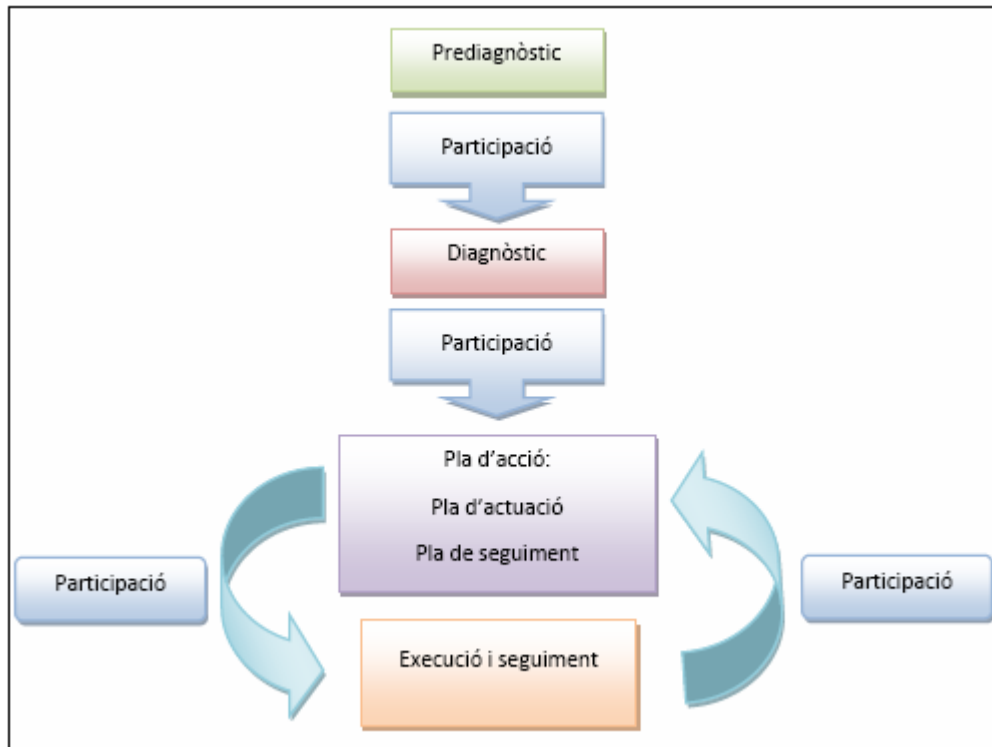 Prediagnòstic
Participació
Diagnòstic
Participació
Pla d'acció:
Pla d'actuació
Pla de seguiment
Participació
Participació
Execució i seguiment